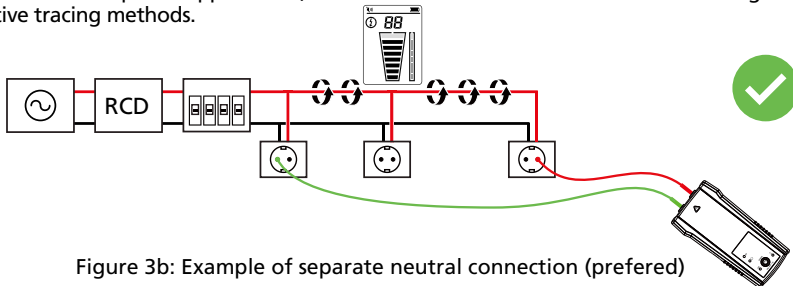 tive tracing methods.
88
RCD
Figure 3b: Example of separate neutral connection (prefered)